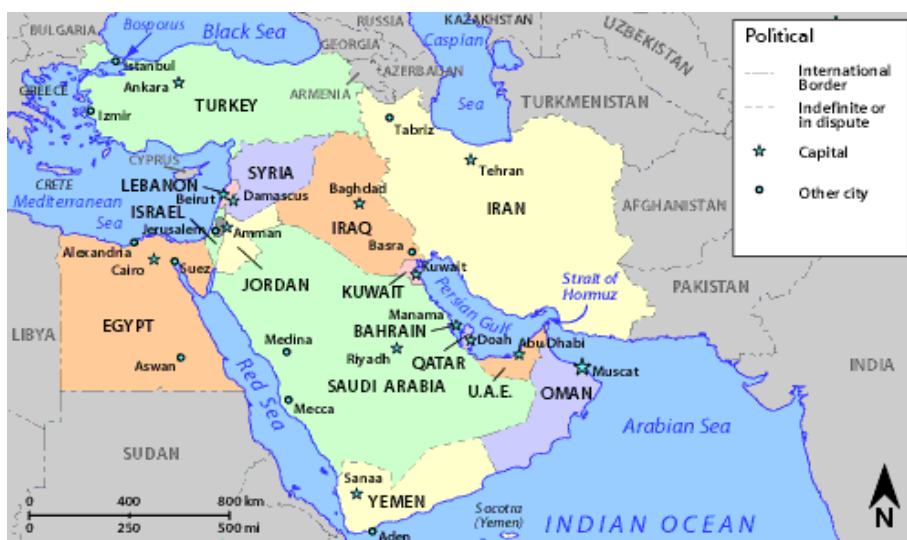 BULGARIA
Bosporus
Black Sea
RUSSIA
GEORGIA
KAZAKHSTAN
Caspian
Sea
UZBEKISTAN
Istanbul
Ankara
GREECE
TURKEY
ARMENIA
AZERBADAN
TURKMENISTAN
Izmir
Tabriz
CYPRUS
SYRIA
Tehran
CRETE
LEBANON
Mediterranean
Sea
Beirut
Damascus
Baghdad
IRAN
AFGHANISTAN
ISRAEL
IRAQ
Jerusalem
Amman
Basra
Alexandria
Cairo
Suez
JORDAN
KUWAIT
Kuwait
Strait of
Hormuz
PAKISTAN
Persian Gulf
LIBYA
EGYPT
Manama
BAHRAIN
Medina
Riyadh
QATAR
Doah
Abu Dhabi
Aswan
Muscat
INDIA
SAUDI ARABIA
U.A.E.
OMAN
Red Sea
Mecca
Arabian Sea
SUDAN
Sanaa
YEMEN
Socotra
(Yemen)
Aden
INDIAN OCEAN
0 400 800 km
0 250 500 mi
N
Political
International
Border
Indefinite or
in dispute
Capital
Other city